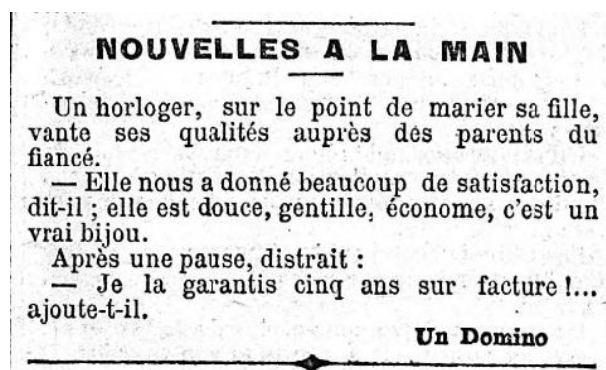 NOUVELLES A LA MAIN
Un horloger, sur le point de marier sa fille,
vante ses qualités auprès des parents du
fiancé.
— Elle nous a donné beaucoup de satisfaction,
dit-il ; elle est douce, gentille, économe, c'est un
vrai bijou.
Après une pause, distrait :
— Je la garantis cinq ans sur facture !...
ajoute-t-il.
Un Domino